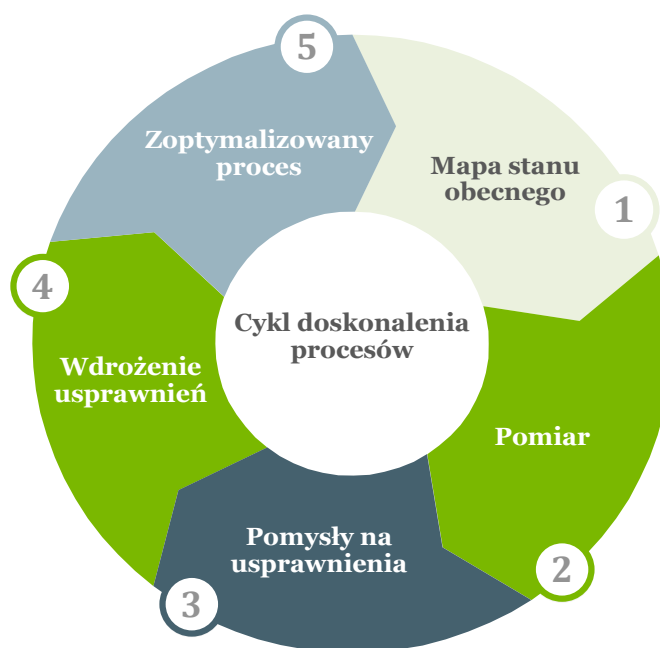 Cykl doskonalenia
procesów
1
Mapa stanu
obecnego
2
Pomiar
3
Pomysły na
usprawnienia
4
Wdrożenie
usprawnień
5
Zoptymalizowany
proces